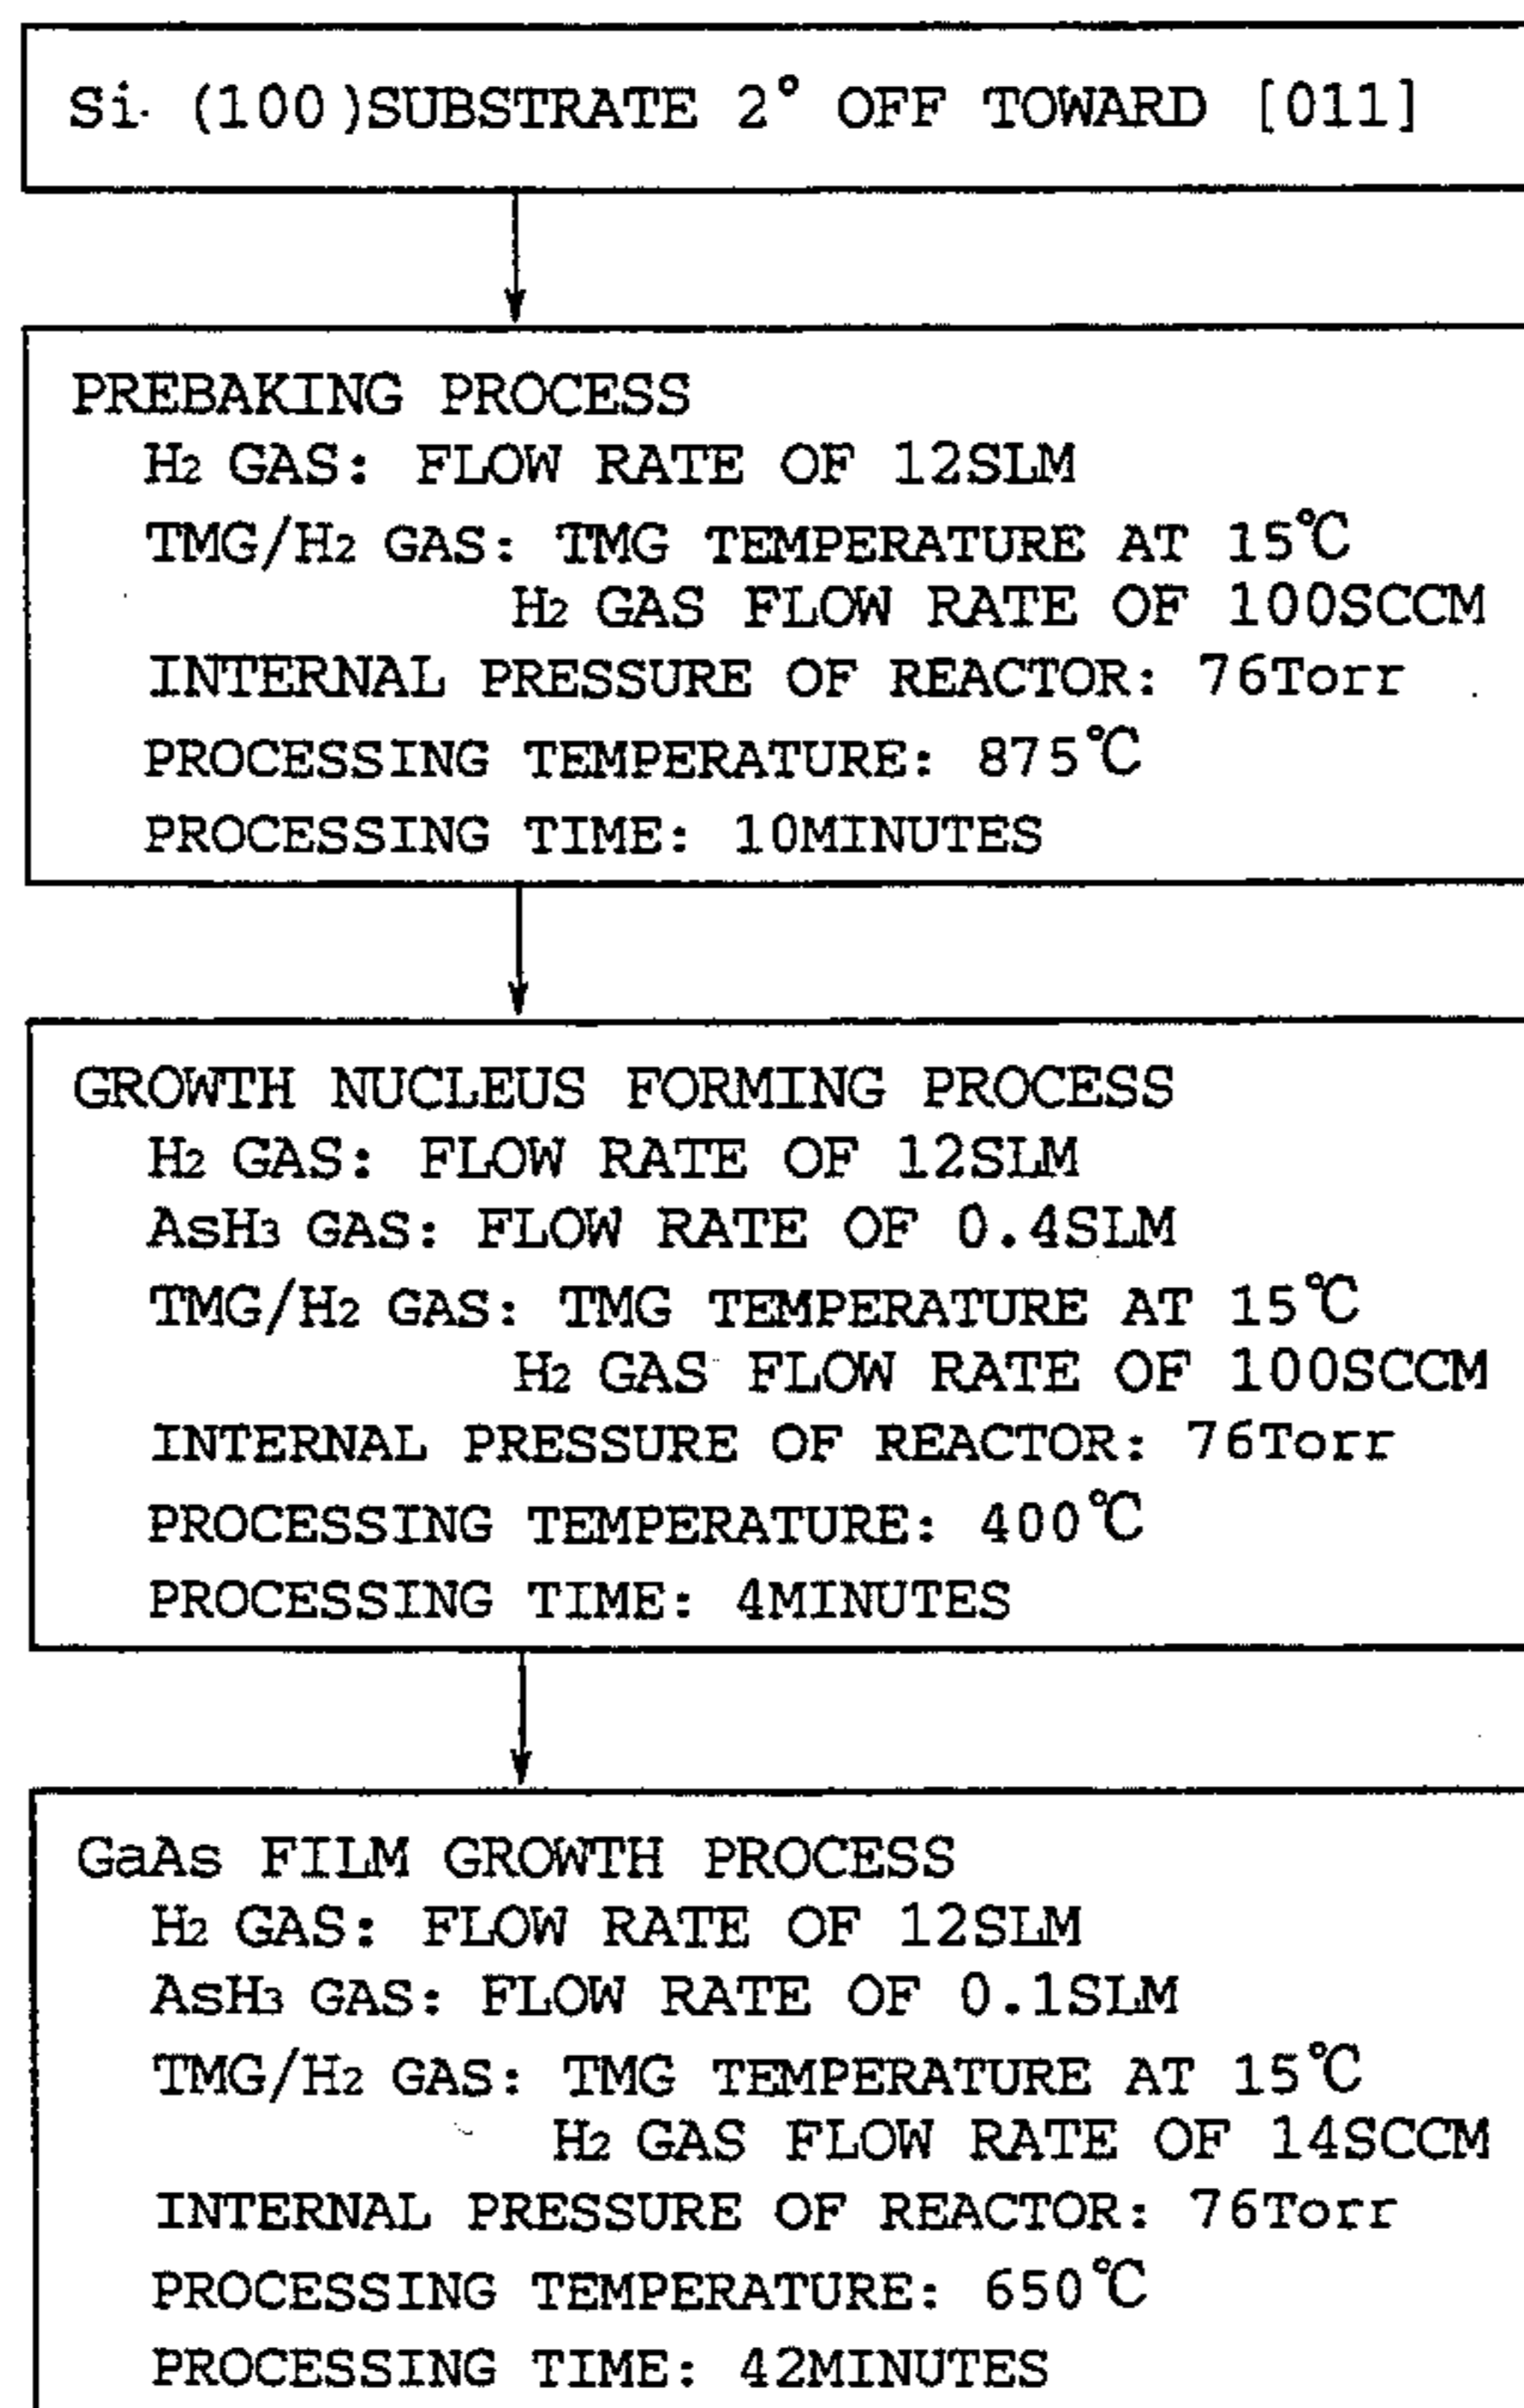 Si (100)SUBSTRATE 2° OFF TOWARD [011]
PREBAKING PROCESS
H2 GAS: FLOW RATE OF 12SLM
TMG/H2 GAS: TMG TEMPERATURE AT 15℃
H2 GAS FLOW RATE OF 100SCCM
INTERNAL PRESSURE OF REACTOR: 76Torr
PROCESSING TEMPERATURE: 875℃
PROCESSING TIME: 10MINUTES
GROWTH NUCLEUS FORMING PROCESS
H2 GAS: FLOW RATE OF 12SLM
AsH3 GAS: FLOW RATE OF 0.4SLM
TMG/H2 GAS: TMG TEMPERATURE AT 15℃
H2 GAS FLOW RATE OF 100SCCM
INTERNAL PRESSURE OF REACTOR: 76Torr
PROCESSING TEMPERATURE: 400℃
PROCESSING TIME: 4MINUTES
GaAs FILM GROWTH PROCESS
H2 GAS: FLOW RATE OF 12SLM
AsH3 GAS: FLOW RATE OF 0.1SLM
TMG/H2 GAS: TMG TEMPERATURE AT 15℃
H2 GAS FLOW RATE OF 14SCCM
INTERNAL PRESSURE OF REACTOR: 76Torr
PROCESSING TEMPERATURE: 650℃
PROCESSING TIME: 42MINUTES